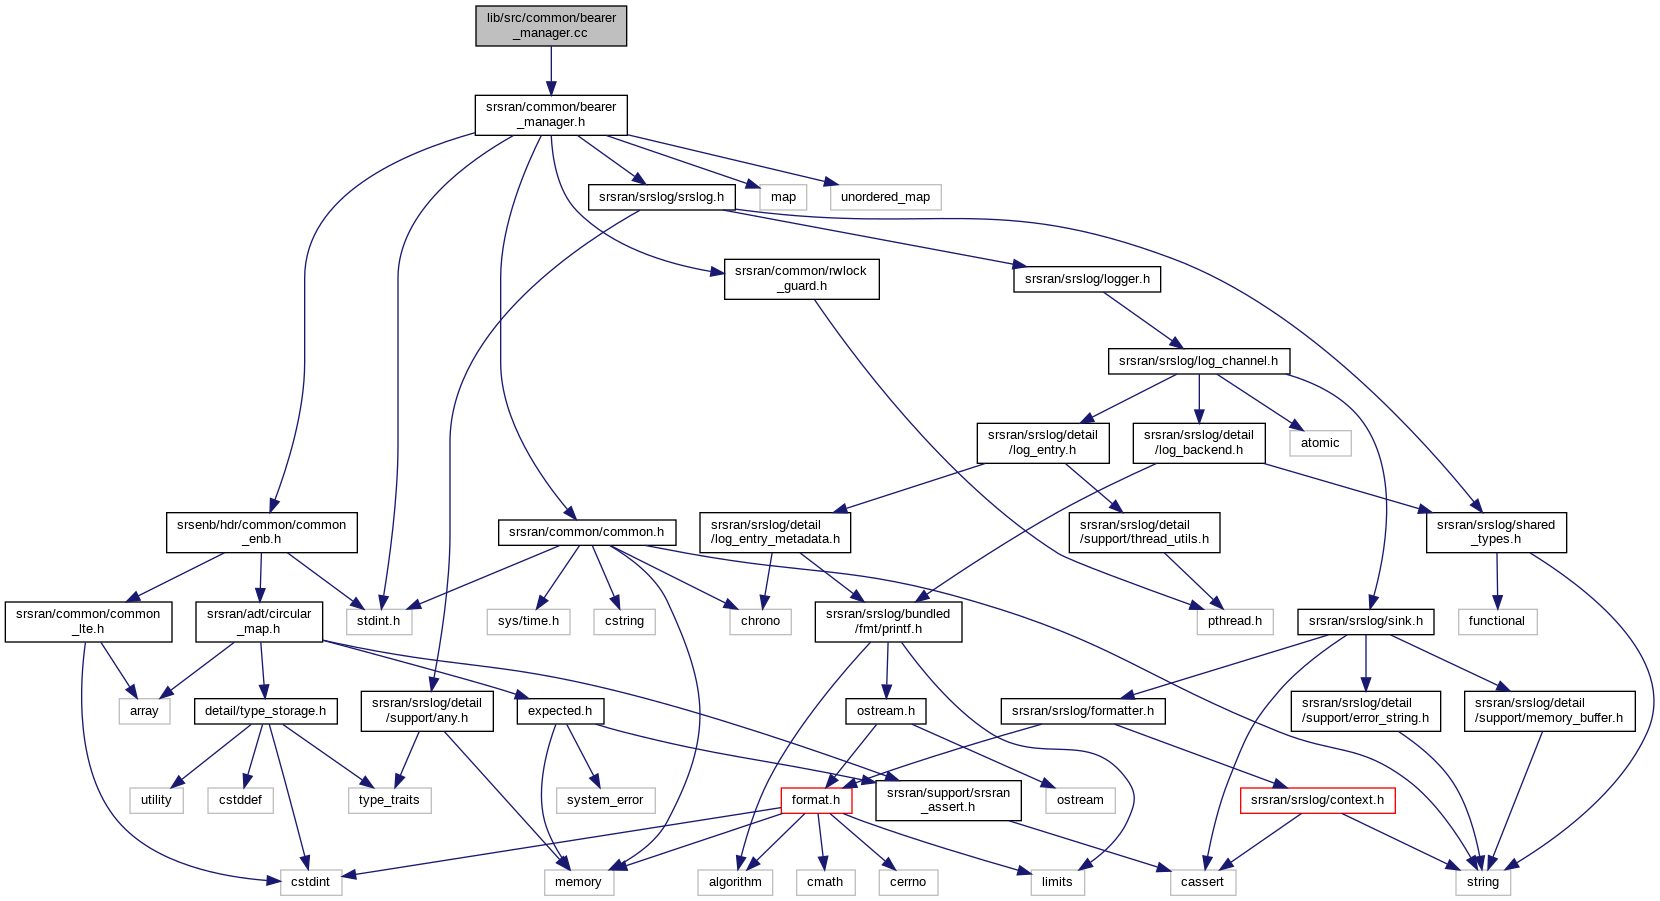 lib/src/common/bearer
_manager.cc
srsran/common/bearer
_manager.h
srsran/srslog/srslog.h
map
unordered_map
srsran/common/rwlock
_guard.h
srsran/srslog/logger.h
srsran/srslog/log_channel.h
srsran/srslog/detail
/log_entry.h
srsran/srslog/detail
/log_backend.h
atomic
srsenb/hdr/common/common
_enb.h
srsran/common/common.h
srsran/srslog/detail
/log_entry_metadata.h
srsran/srslog/detail
/support/thread_utils.h
srsran/srslog/shared
_types.h
srsran/common/common
_lte.h
srsran/adt/circular
_map.h
stdint.h
sys/time.h
cstring
chrono
srsran/srslog/bundled
/fmt/printf.h
pthread.h
srsran/srslog/sink.h
functional
array
detail/type_storage.h
srsran/srslog/detail
/support/any.h
expected.h
ostream.h
srsran/srslog/formatter.h
srsran/srslog/detail
/support/error_string.h
srsran/srslog/detail
/support/memory_buffer.h
utility
cstddef
type_traits
system_error
format.h
srsran/support/srsran
_assert.h
ostream
srsran/srslog/context.h
cstdint
memory
algorithm
cmath
cerrno
limits
cassert
string